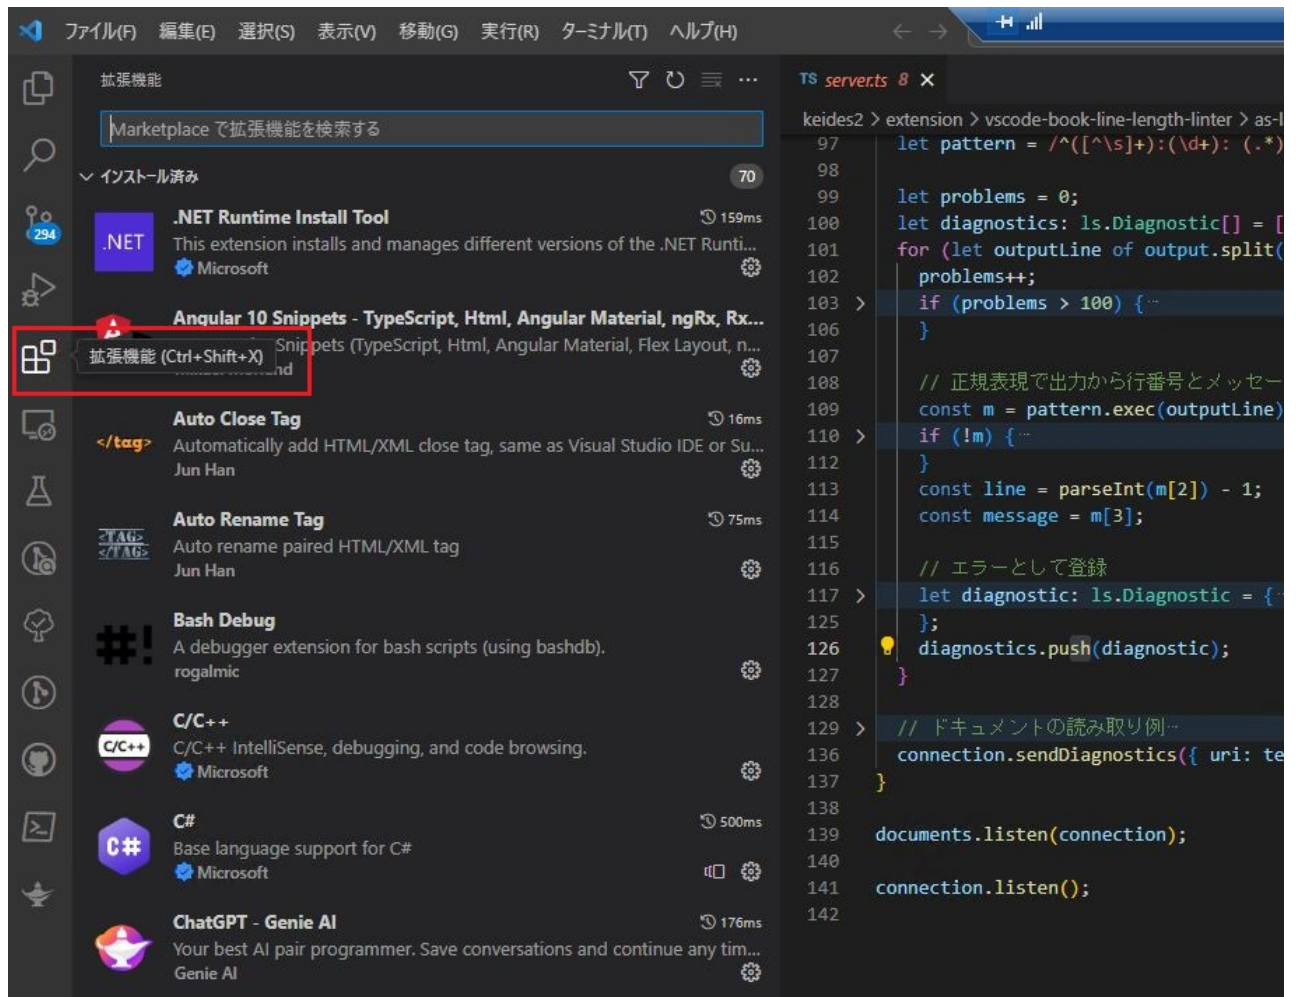 ファイル(F) 編集(E) 選択(S) 表示(V) 移動(G) 実行(R) ターミナル(T) ヘルプ(H)
拡張機能
Marketplace で拡張機能を検索する
インストール済み 70
294
.NET
.NET Runtime Install Tool 159ms
This extension installs and manages different versions of the .NET Runti...
Microsoft
Angular 10 Snippets - TypeScript, Html, Angular Material, ngRx, Rx...
Snippets (TypeScript, Html, Angular Material, Flex Layout, n...
拡張機能 (Ctrl+Shift+X)
</tag>
Auto Close Tag 16ms
Automatically add HTML/XML close tag, same as Visual Studio IDE or Su...
Jun Han
<TAG>
</TAG>
Auto Rename Tag 75ms
Auto rename paired HTML/XML tag
Jun Han
#!
Bash Debug
A debugger extension for bash scripts (using bashdb).
rogalmic
C/C++
C/C++
C/C++ IntelliSense, debugging, and code browsing.
Microsoft
C#
C# 500ms
Base language support for C#
Microsoft
ChatGPT - Genie AI 176ms
Your best AI pair programmer. Save conversations and continue any tim...
Genie AI
TS server.ts 8
keides2 > extension > vscode-book-line-length-linter > as-l
97 let pattern = /^([^\s]+):(\d+): (.*)
98
99 let problems = 0;
100 let diagnostics: ls.Diagnostic[] = [
101 for (let outputLine of output.split(
102 problems++;
103 if (problems > 100) {…
106 }
107
108 // 正規表現で出力から行番号とメッセー
109 const m = pattern.exec(outputLine)
110 if (!m) {…
112 }
113 const line = parseInt(m[2]) - 1;
114 const message = m[3];
115
116 // エラーとして登録
117 let diagnostic: ls.Diagnostic = {…
125 };
126 diagnostics.push(diagnostic);
127 }
128
129 // ドキュメントの読み取り例…
136 connection.sendDiagnostics({ uri: te
137 }
138
139 documents.listen(connection);
140
141 connection.listen();
142